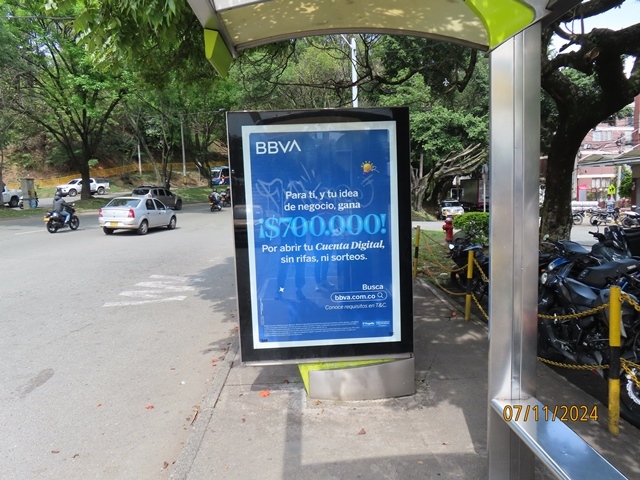 BBVA
Para ti, y tu idea
de negocio, gana
¡$700.000!
Por abrir tu Cuenta Digital,
sin rifas, ni sorteos.
Busca
bbva.com.co
Conoce requisitos en T&C
07/11/2024